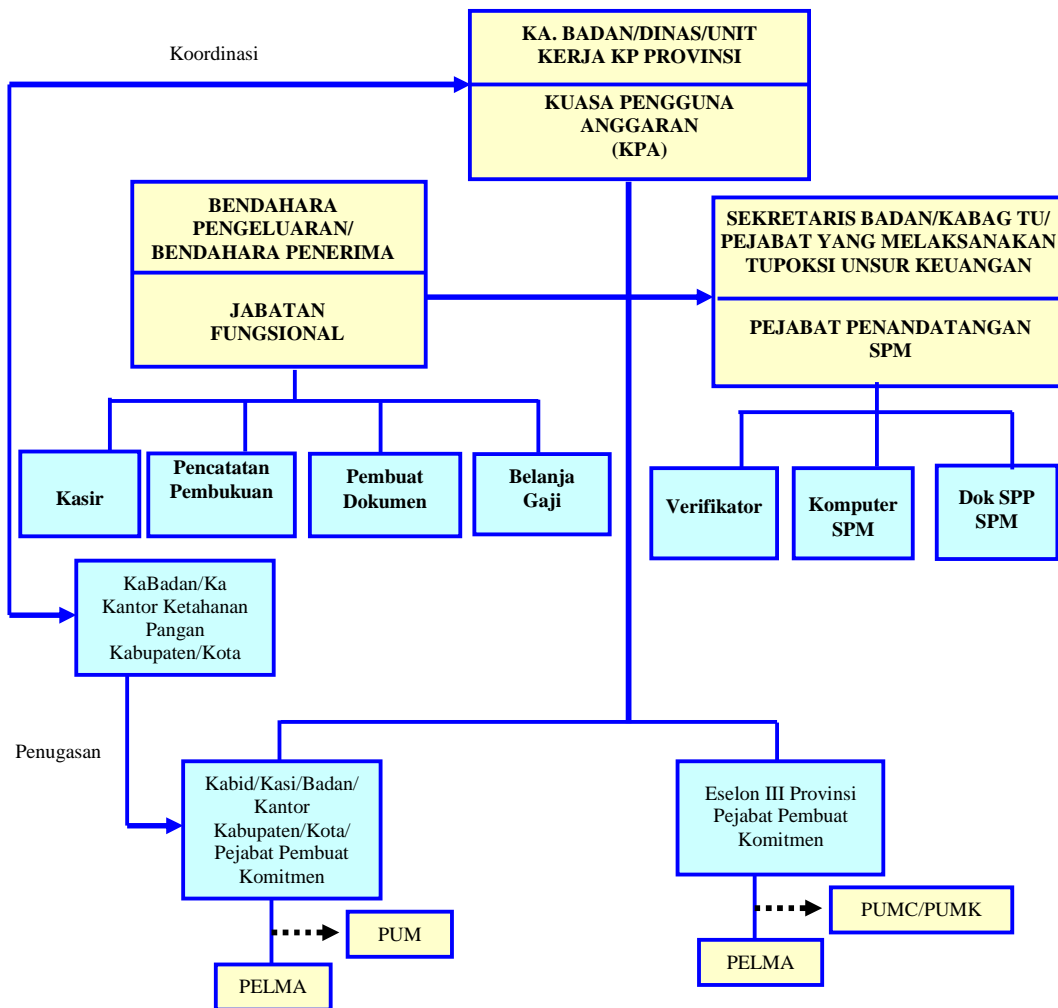 KA. BADAN/DINAS/UNIT
KERJA KP PROVINSI
Koordinasi
KUASA PENGGUNA
ANGGARAN
(KPA)
BENDAHARA
PENGELUARAN/
BENDAHARA PENERIMA
JABATAN
FUNGSIONAL
SEKRETARIS BADAN/KABAG TU/
PEJABAT YANG MELAKSANAKAN
TUPOKSI UNSUR KEUANGAN
PEJABAT PENANDATANGAN
SPM
Kasir
Pencatatan
Pembukuan
Pembuat
Dokumen
Belanja
Gaji
Verifikator
Komputer
SPM
Dok SPP
SPM
KaBadan/Ka
Kantor Ketahanan
Pangan
Kabupaten/Kota
Penugasan
Kabid/Kasi/Badan/
Kantor
Kabupaten/Kota/
Pejabat Pembuat
Komitmen
Eselon III Provinsi
Pejabat Pembuat
Komitmen
PUM
PELMA
PUMC/PUMK
PELMA